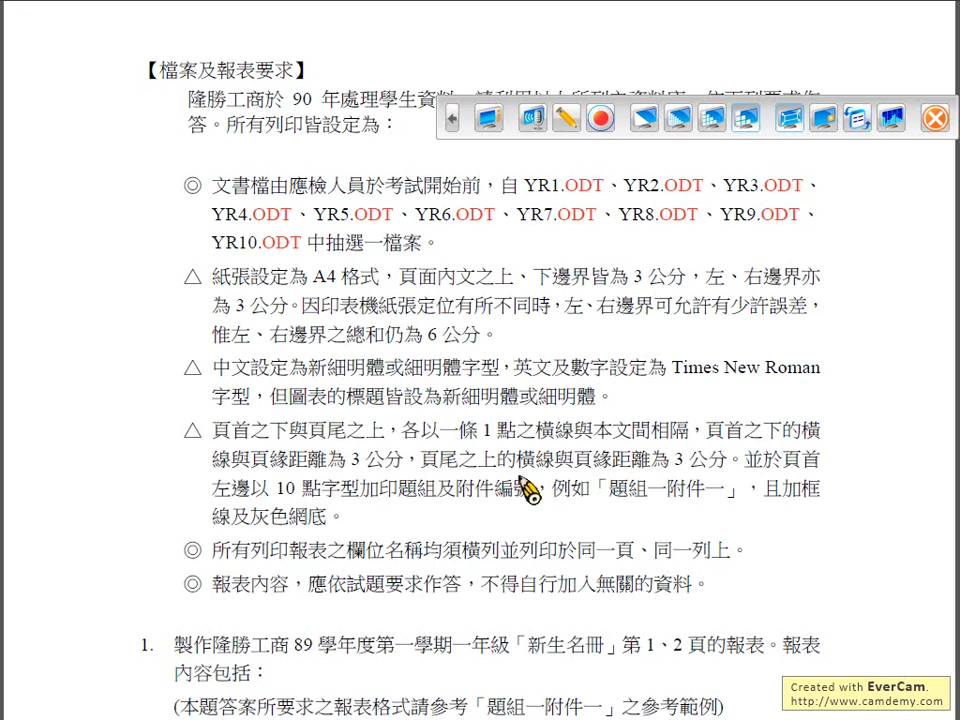 【檔案及報表要求】
隆勝工商於 90 年處理學生資料
答。所有列印皆設定為：
◎ 文書檔由應檢人員於考試開始前，自 YR1.ODT、YR2.ODT、YR3.ODT、
YR4.ODT、YR5.ODT、YR6.ODT、YR7.ODT、YR8.ODT、YR9.ODT、
YR10.ODT 中抽選一檔案。
△ 紙張設定為 A4 格式，頁面內文之上、下邊界皆為 3 公分，左、右邊界亦
為 3 公分。因印表機紙張定位有所不同時，左、右邊界可允許有少許誤差，
惟左、右邊界之總和仍為 6 公分。
△ 中文設定為新細明體或細明體字型，英文及數字設定為 Times New Roman
字型，但圖表的標題皆設為新細明體或細明體。
△ 頁首之下與頁尾之上，各以一條 1 點之橫線與本文間相隔，頁首之下的橫
線與頁緣距離為 3 公分，頁尾之上的橫線與頁緣距離為 3 公分。並於頁首
左邊以 10 點字型加印題組及附件編號，例如「題組一附件一」，且加框
線及灰色網底。
◎ 所有列印報表之欄位名稱均須橫列並列印於同一頁、同一列上。
◎ 報表內容，應依試題要求作答，不得自行加入無關的資料。
1. 製作隆勝工商 89 學年度第一學期一年級「新生名冊」第 1、2 頁的報表。報表
內容包括：
(本題答案所要求之報表格式請參考「題組一附件一」之參考範例)
Created with EverCam.
http://www.camdemy.com